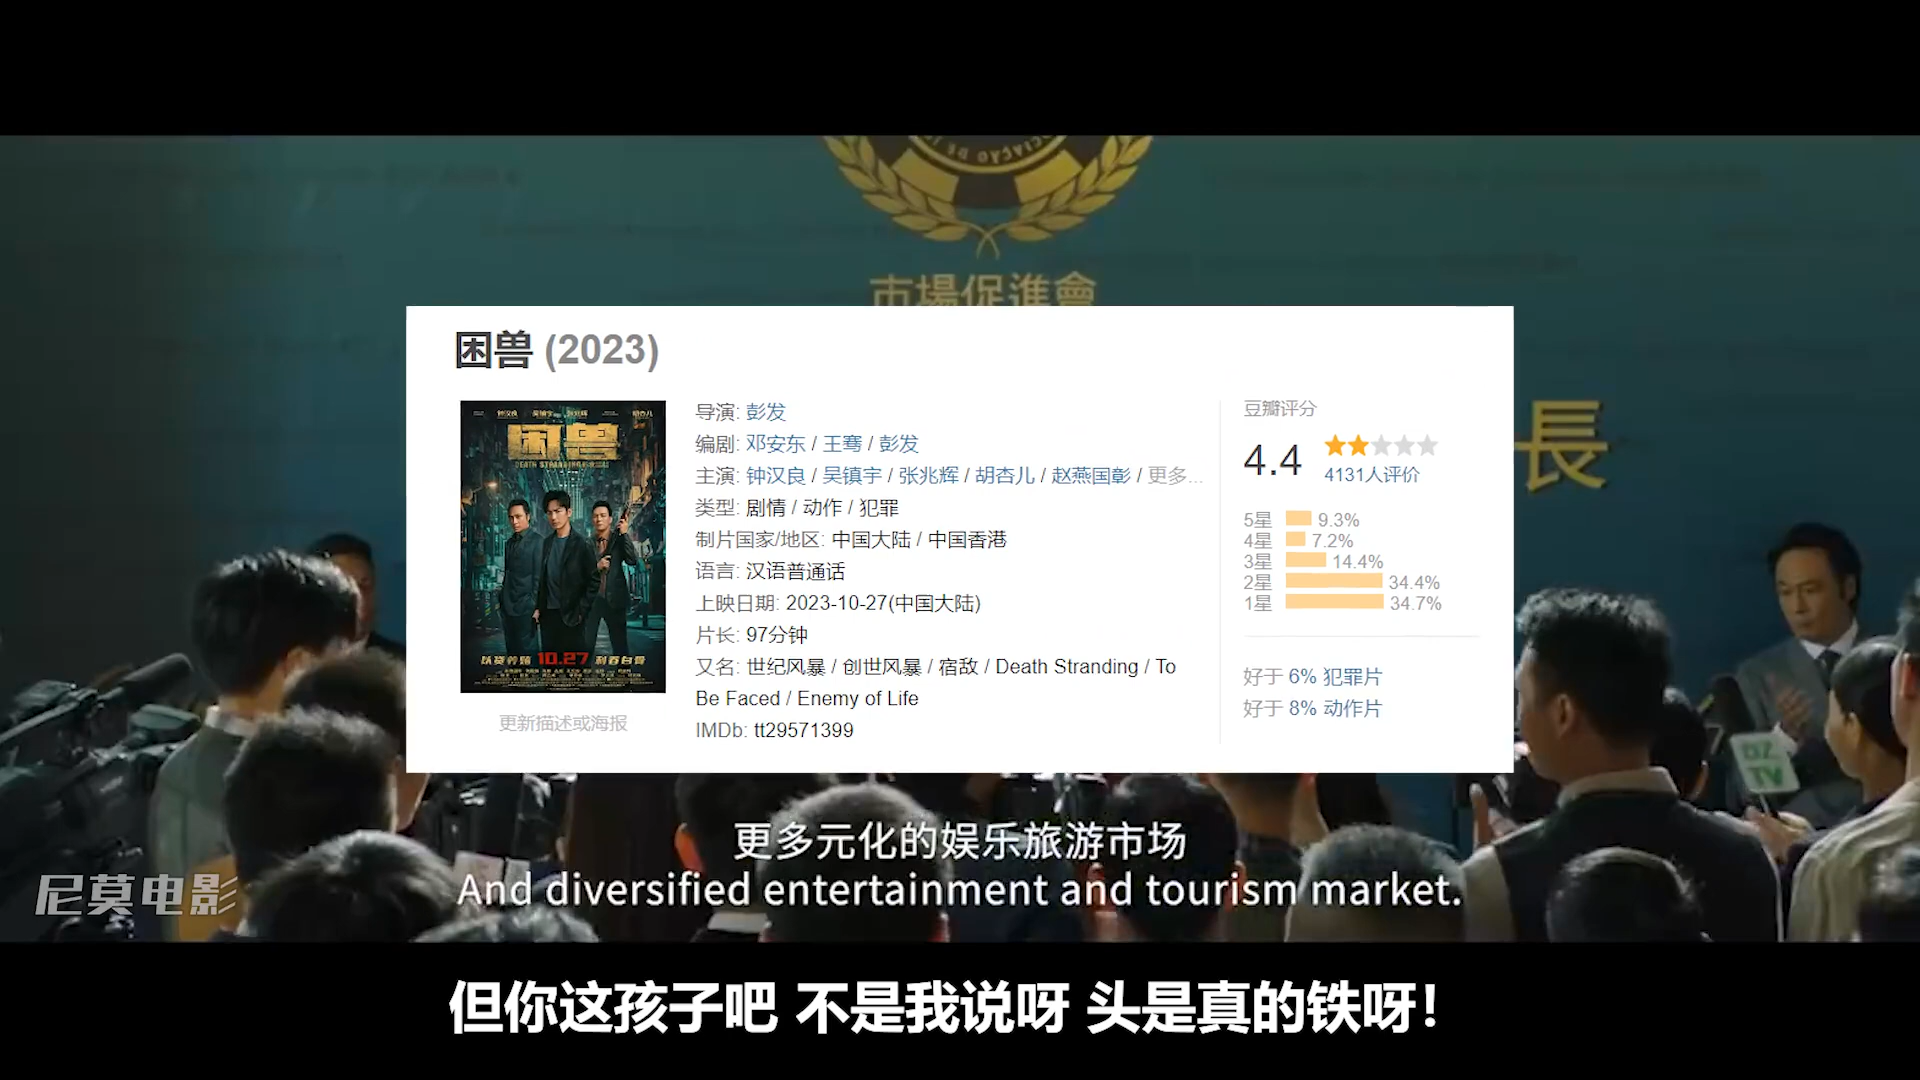 CIAÇÃO DE
市場促進會
長
困兽 (2023)
困兽
DEATH STRANDING
10.27
更新描述或海报
导演: 彭发
编剧: 邓安东 / 王骞 / 彭发
主演: 钟汉良 / 吴镇宇 / 张兆辉 / 胡杏儿 / 赵燕国彰 / 更多...
类型: 剧情 / 动作 / 犯罪
制片国家/地区: 中国大陆 / 中国香港
语言: 汉语普通话
上映日期: 2023-10-27(中国大陆)
片长: 97分钟
又名: 世纪风暴 / 创世风暴 / 宿敌 / Death Stranding / To
Be Faced / Enemy of Life
IMDb: tt29571399
豆瓣评分
4.4
4131人评价
5星 9.3%
4星 7.2%
3星 14.4%
2星 34.4%
1星 34.7%
好于 6% 犯罪片
好于 8% 动作片
TV
更多元化的娱乐旅游市场
And diversified entertainment and tourism market.
尼莫电影
但你这孩子吧 不是我说呀 头是真的铁呀!